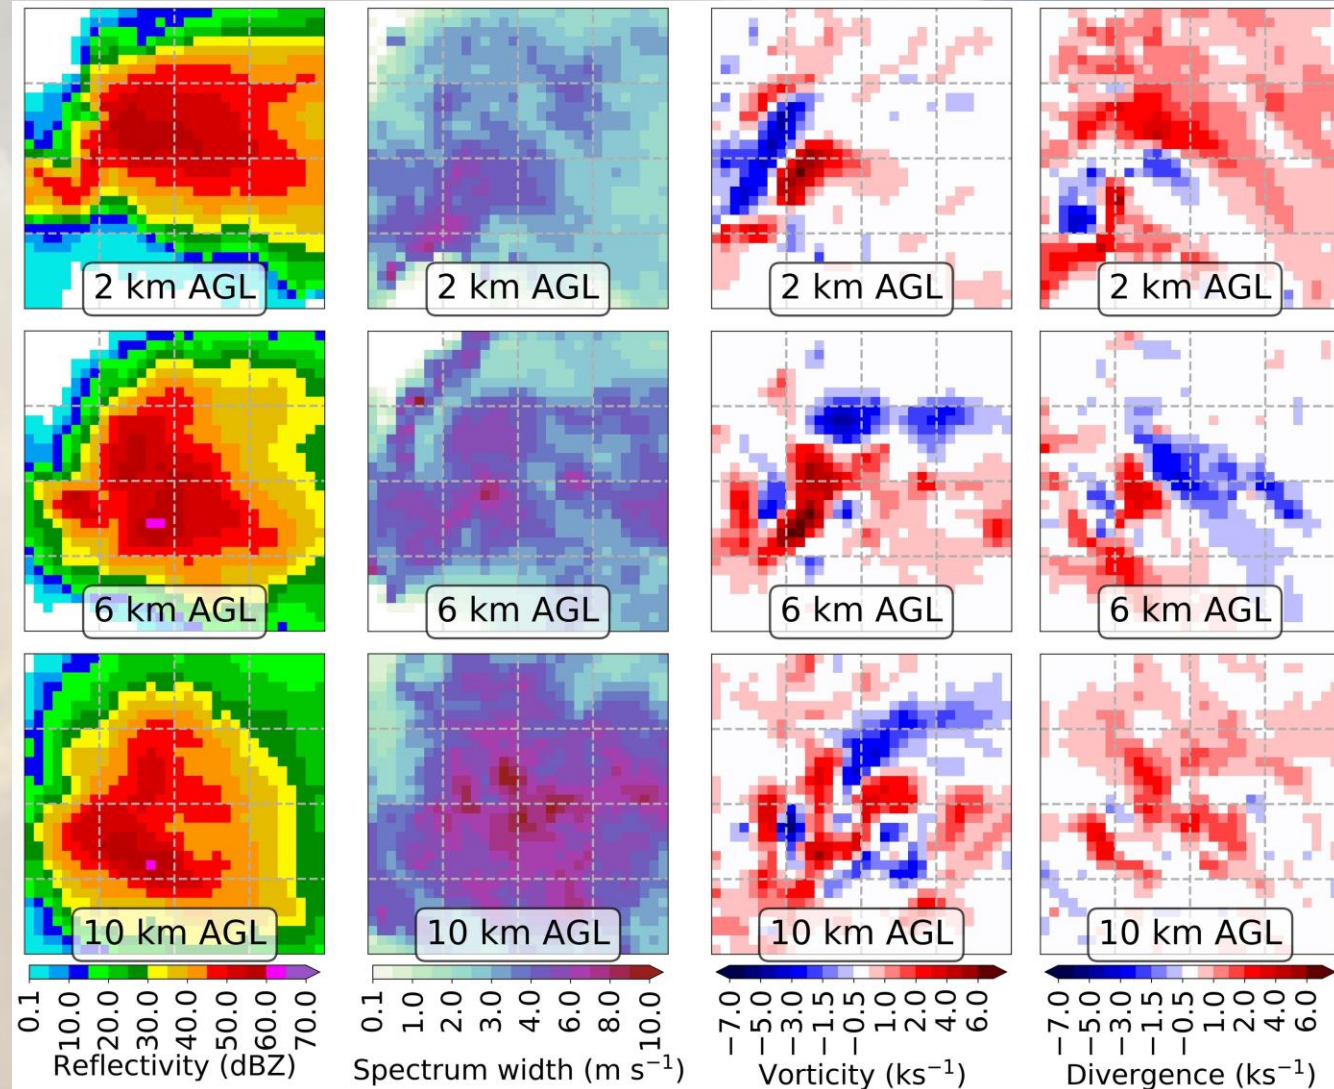 2 km AGL 2 km AGL 2 km AGL 2 km AGL
6 km AGL 6 km AGL 6 km AGL 6 km AGL
10 km AGL 10 km AGL 10 km AGL 10 km AGL
0.1 10.0 20.0 30.0 40.0 50.0 60.0 70.0
Reflectivity (dBZ)
0.1 1.0 2.0 3.0 4.0 5.0 6.0 8.0 10.0
Spectrum width (m s⁻¹)
−7.0 −5.0 −3.0 −1.5 −0.5 1.0 2.0 4.0 6.0
Vorticity (ks⁻¹)
−7.0 −5.0 −3.0 −1.5 −0.5 1.0 2.0 4.0 6.0
Divergence (ks⁻¹)